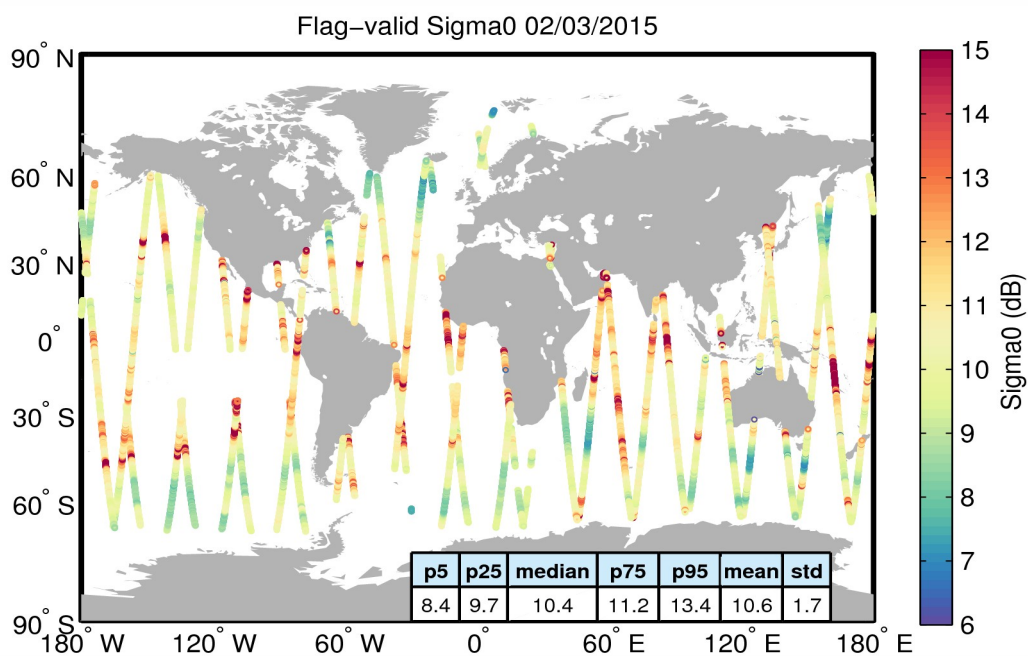 Flag−valid Sigma0 02/03/2015
90° N
60° N
30° N
0°
30° S
60° S
90° S
180° W 120° W 60° W 0° 60° E 120° E 180° E
p5 p25 median p75 p95 mean std
8.4 9.7 10.4 11.2 13.4 10.6 1.7
15
14
13
12
11
10
9
8
7
6
Sigma0 (dB)